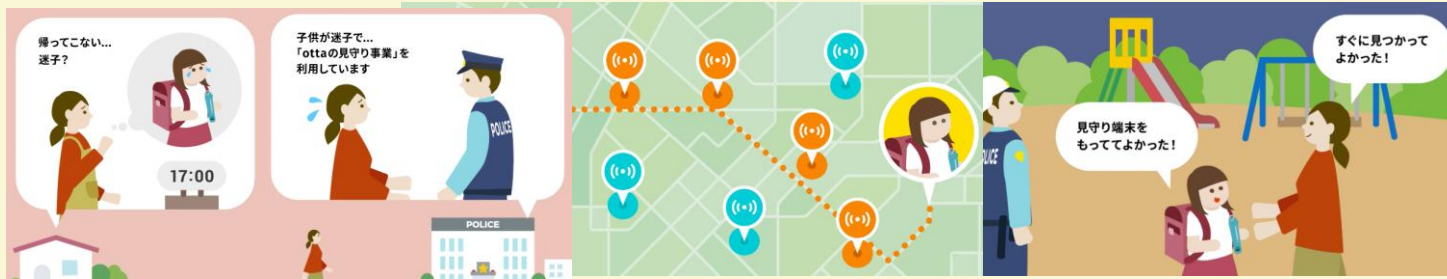 帰ってこない...
迷子？
17:00
子供が迷子で...
「ottaの見守り事業」を
利用しています
POLICE
POLICE
すぐに見つかって
よかった！
見守り端末を
もっててよかった！
LICE